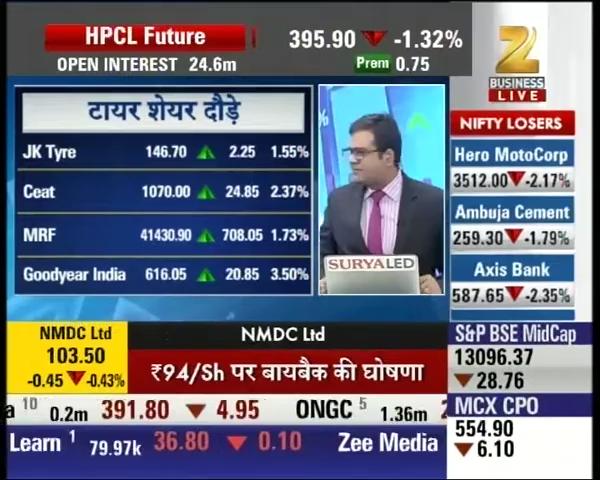 HPCL Future
395.90 -1.32%
OPEN INTEREST 24.6m
Prem 0.75
Z
BUSINESS
LIVE
टायर शेयर दौड़े
JK Tyre 146.70 2.25 1.55%
Ceat 1070.00 24.85 2.37%
MRF 41430.90 708.05 1.73%
Goodyear India 616.05 20.85 3.50%
SURYA LED
NIFTY LOSERS
Hero MotoCorp
3512.00 -2.17%
Ambuja Cement
259.30 -1.79%
Axis Bank
587.65 -2.35%
NMDC Ltd
103.50
-0.45 -0.43%
NMDC Ltd
₹94/Sh पर बायबैक की घोषणा
S&P BSE MidCap
13096.37
28.76
MCX CPO
554.90
6.10
a 10 0.2m 391.80 4.95 ONGC 5 1.36m 2
Learn 1 79.97k 36.80 0.10 Zee Media